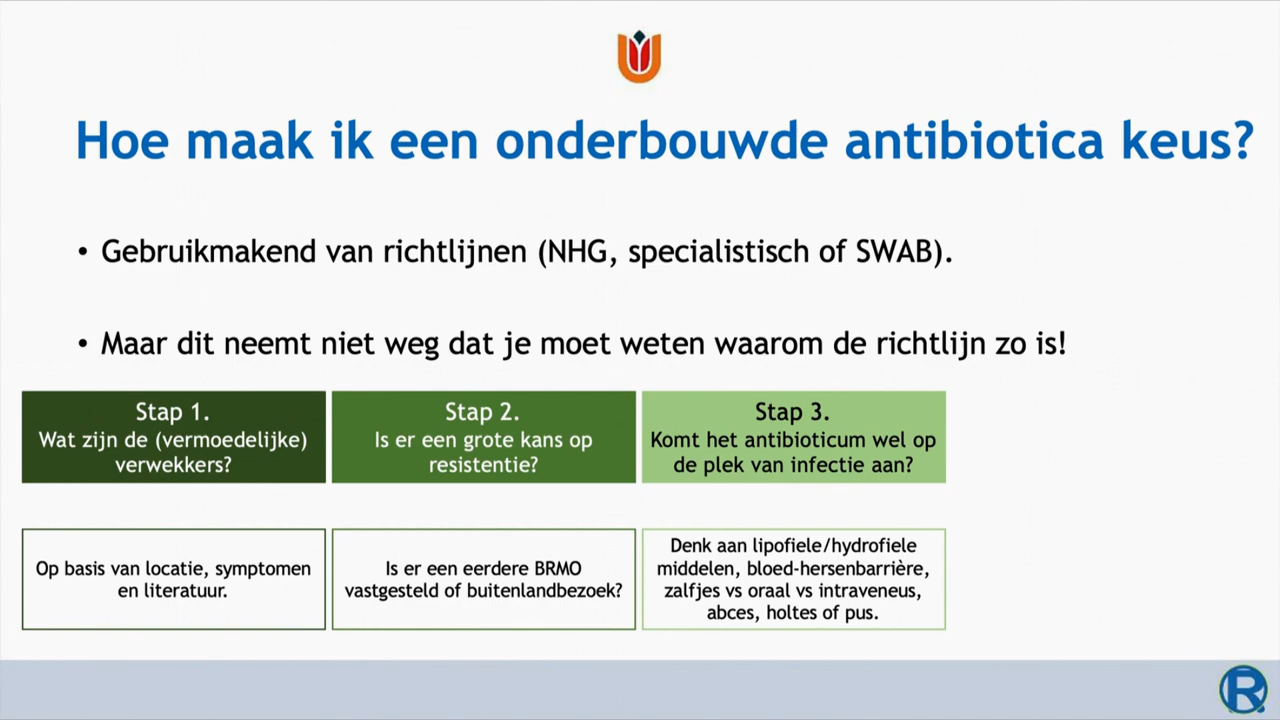 Hoe maak ik een onderbouwde antibiotica keus?
• Gebruikmakend van richtlijnen (NHG, specialistisch of SWAB).
• Maar dit neemt niet weg dat je moet weten waarom de richtlijn zo is!
Stap 1.
Wat zijn de (vermoedelijke)
verwekkers?
Stap 2.
Is er een grote kans op
resistentie?
Stap 3.
Komt het antibioticum wel op
de plek van infectie aan?
Op basis van locatie, symptomen
en literatuur.
Is er een eerdere BRMO
vastgesteld of buitenlandbezoek?
Denk aan lipofiele/hydrofiele
middelen, bloed-hersenbarrière,
zalfjes vs oraal vs intraveneus,
abces, holtes of pus.
R